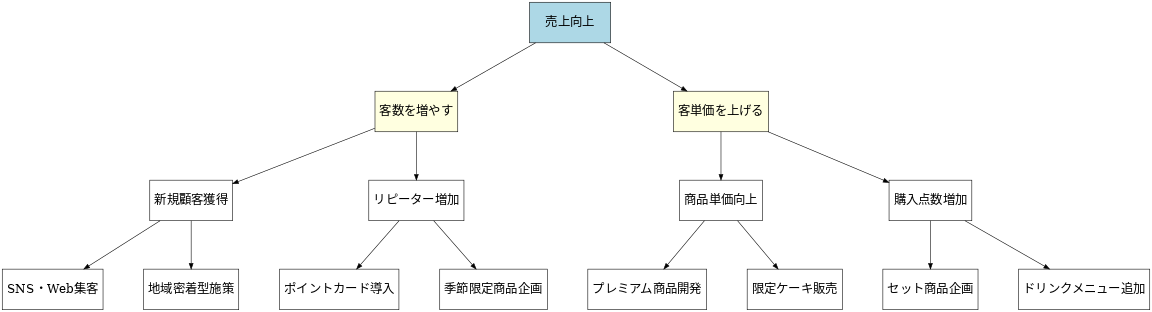 売上向上
客数を増やす
客単価を上げる
新規顧客獲得
リピーター増加
商品単価向上
購入点数増加
SNS・Web集客
地域密着型施策
ポイントカード導入
季節限定商品企画
プレミアム商品開発
限定ケーキ販売
セット商品企画
ドリンクメニュー追加